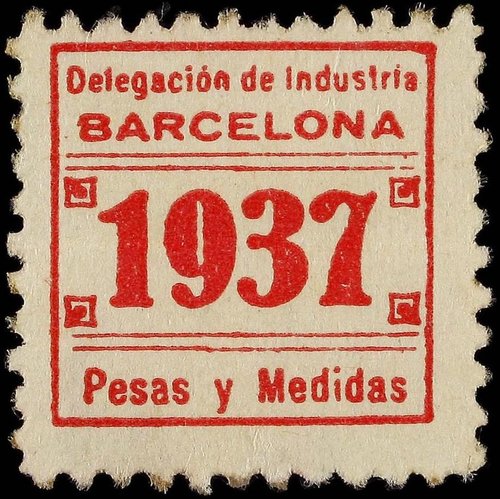 Delegación de Industria
BARCELONA
1937
Pesas y Medidas